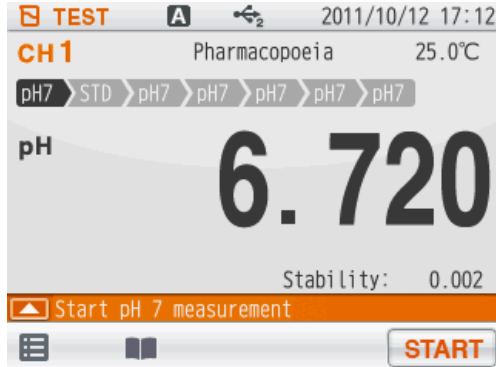 TEST A 2 2011/10/12 17:12
CH1 Pharmacopoeia 25.0℃
pH7 STD pH7 pH7 pH7 pH7 pH7
pH 6.720
Stability: 0.002
Start pH 7 measurement
START